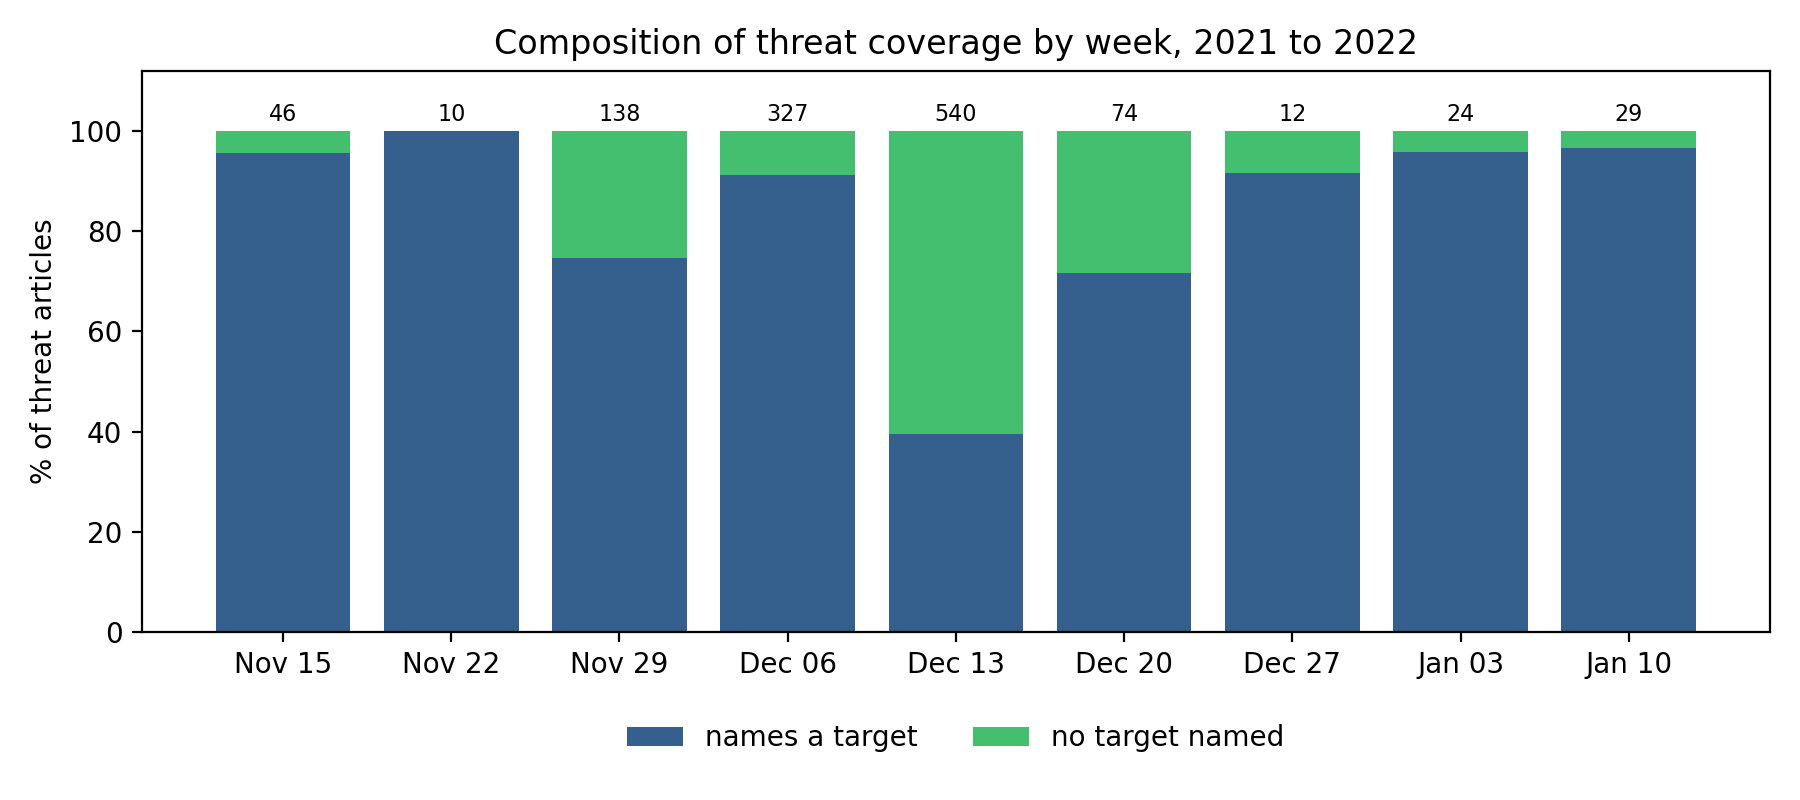 Composition of threat coverage by week, 2021 to 2022
46 10 138 327 540 74 12 24 29
100
80
60
40
20
0
% of threat articles
Nov 15 Nov 22 Nov 29 Dec 06 Dec 13 Dec 20 Dec 27 Jan 03 Jan 10
names a target no target named